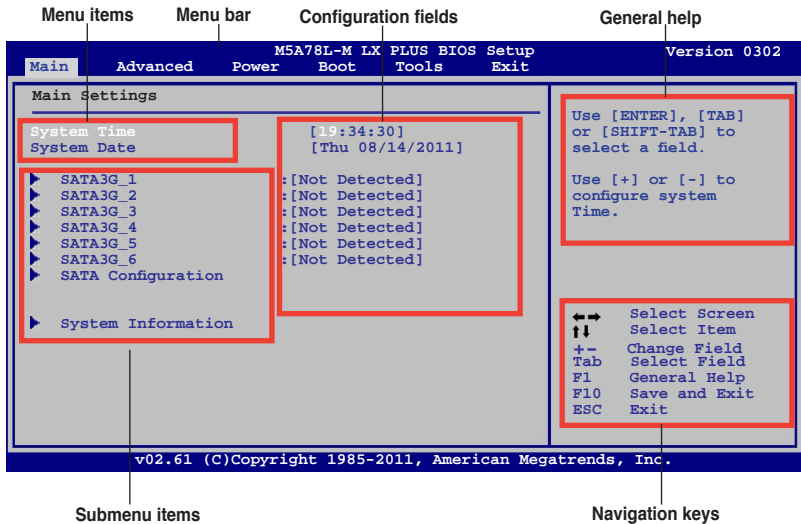 Menu items Menu bar Configuration fields General help
M5A78L-M LX PLUS BIOS Setup Version 0302
Main Advanced Power Boot Tools Exit
Main Settings
System Time [19:34:30]
System Date [Thu 08/14/2011]
SATA3G_1 :[Not Detected]
SATA3G_2 :[Not Detected]
SATA3G_3 :[Not Detected]
SATA3G_4 :[Not Detected]
SATA3G_5 :[Not Detected]
SATA3G_6 :[Not Detected]
SATA Configuration
System Information
Use [ENTER], [TAB]
or [SHIFT-TAB] to
select a field.
Use [+] or [-] to
configure system
Time.
←→ Select Screen
↑↓ Select Item
+- Change Field
Tab Select Field
F1 General Help
F10 Save and Exit
ESC Exit
v02.61 (C)Copyright 1985-2011, American Megatrends, Inc.
Submenu items Navigation keys